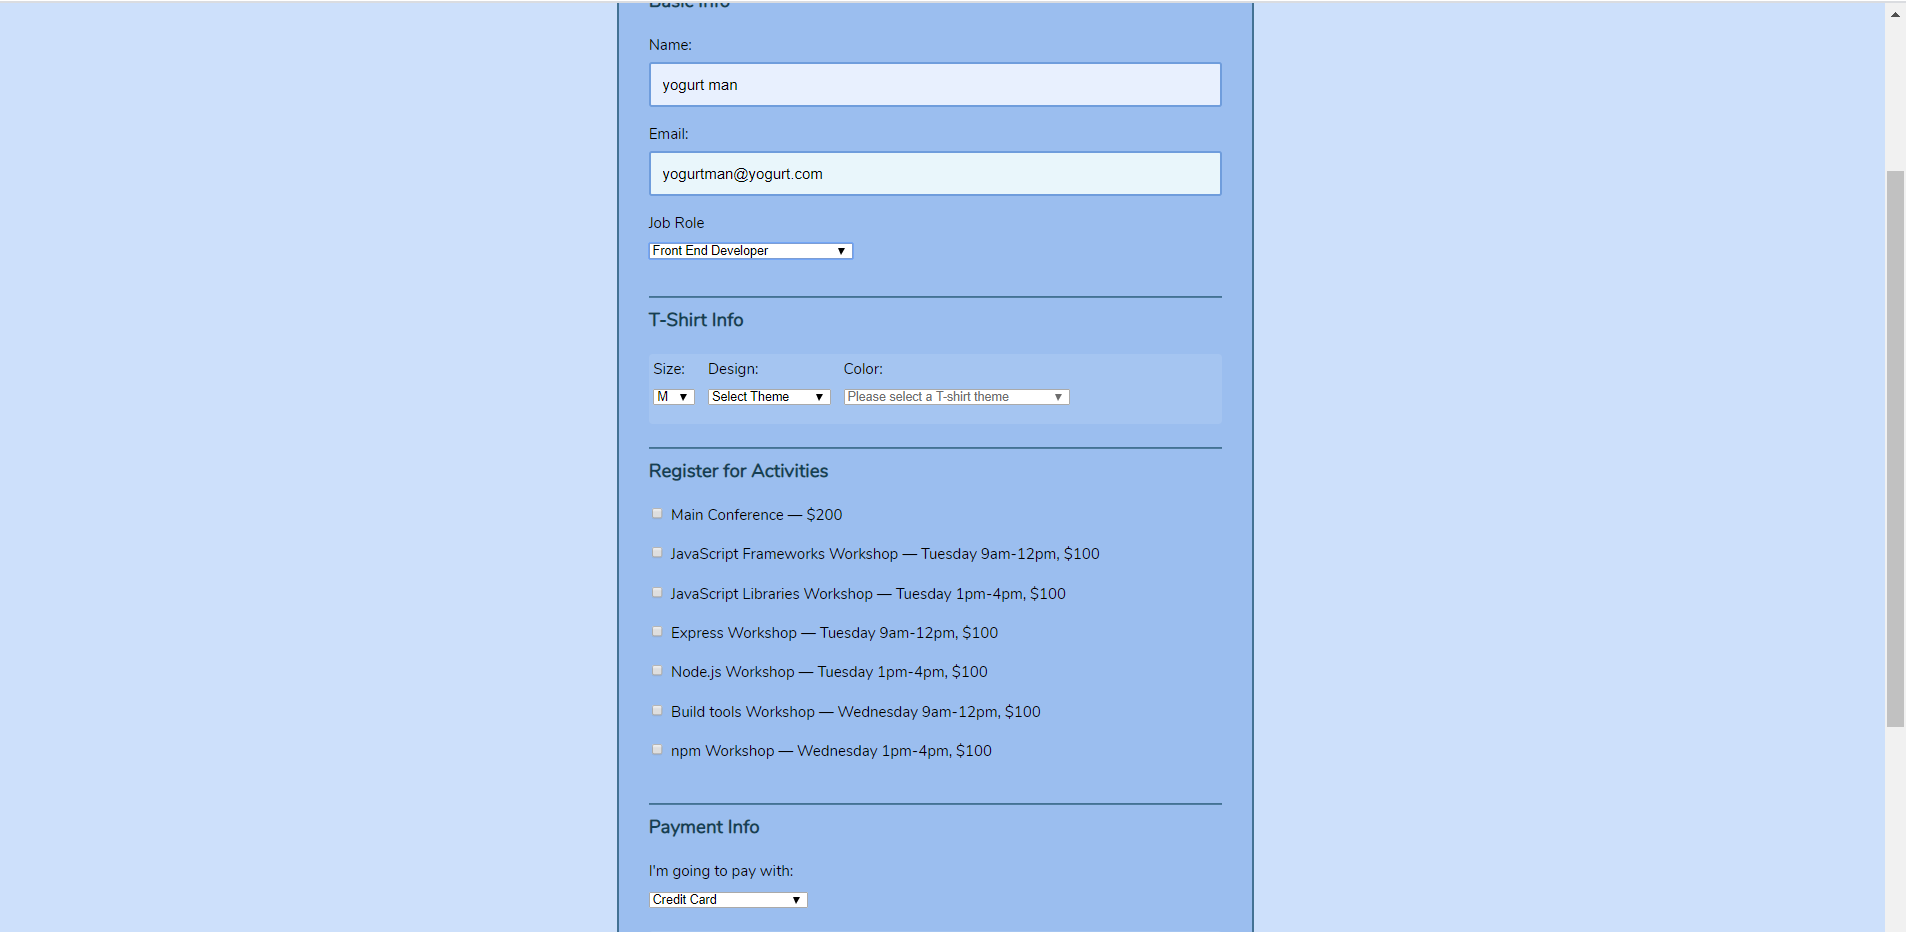 Basic Info
Name:
yogurt man
Email:
yogurtman@yogurt.com
Job Role
Front End Developer
T-Shirt Info
Size: Design: Color:
M Select Theme Please select a T-shirt theme
Register for Activities
Main Conference — $200
JavaScript Frameworks Workshop — Tuesday 9am-12pm, $100
JavaScript Libraries Workshop — Tuesday 1pm-4pm, $100
Express Workshop — Tuesday 9am-12pm, $100
Node.js Workshop — Tuesday 1pm-4pm, $100
Build tools Workshop — Wednesday 9am-12pm, $100
npm Workshop — Wednesday 1pm-4pm, $100
Payment Info
I'm going to pay with:
Credit Card